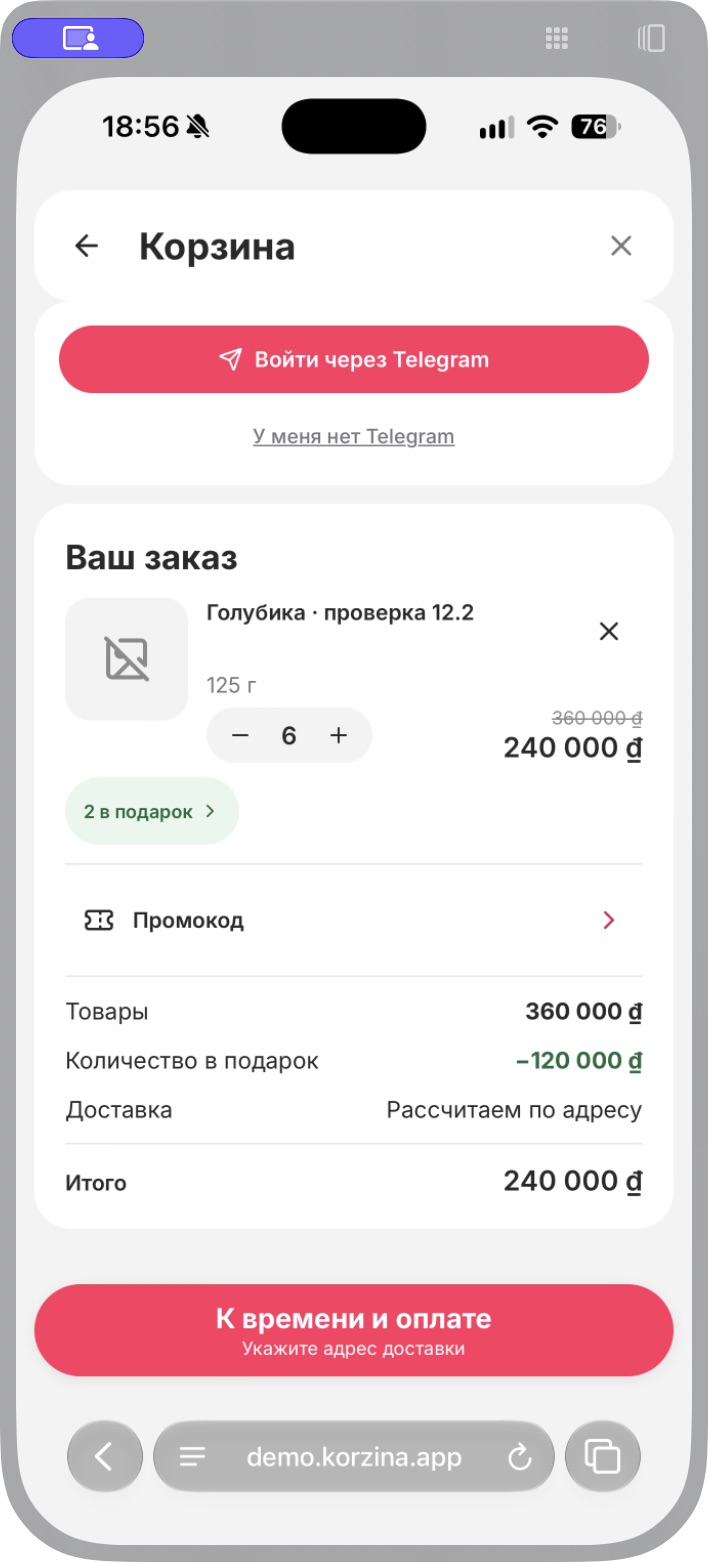 18:56
76
Корзина
Войти через Telegram
У меня нет Telegram
Ваш заказ
Голубика · проверка 12.2
125 г
360 000 ₫
6
240 000 ₫
2 в подарок
Промокод
Товары 360 000 ₫
Количество в подарок −120 000 ₫
Доставка Рассчитаем по адресу
Итого 240 000 ₫
К времени и оплате
Укажите адрес доставки
demo.korzina.app